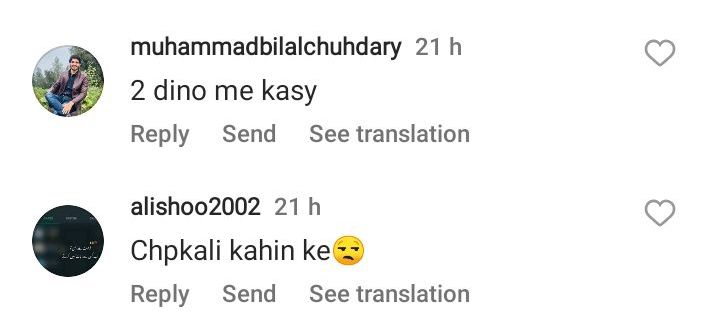 muhammadbilalchuhdary 21 h
2 dino me kasy
Reply Send See translation
alishoo2002 21 h
Chpkali kahin ke😒
Reply Send See translation